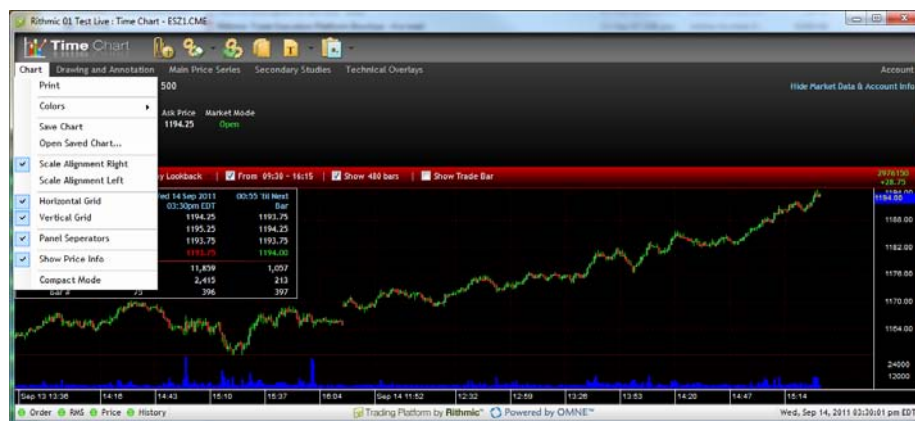 Rithmic 01 Test Live : Time Chart - ESZ1.CME
Time Chart
Chart Drawing and Annotation Main Price Series Secondary Studies Technical Overlays Account
Print 500 Hide Market Data & Account Info
Colors Ask Price Market Mode
1194.25 Open
Save Chart
Open Saved Chart...
Scale Alignment Right Lookback | From 09:30 - 16:15 | Show 480 bars | Show Trade Bar 2976150
Scale Alignment Left +28.75
Wed 14 Sep 2011 00:55 'til Next 1194.00
Horizontal Grid 03:30pm EDT Bar
Vertical Grid 1194.25 1193.75 1188.00
1195.25 1194.25
Panel Seperators 1193.75 1193.75 1182.00
1193.75 1194.00
Show Price Info 11,859 1,057 1176.00
Compact Mode 2,415 213
Bar # 75 396 397 1170.00
1164.00
24000
12000
Sep 13 13:36 14:16 14:43 15:10 15:37 16:04 Sep 14 11:52 12:32 12:59 13:26 13:53 14:20 14:47 15:14
Order RMS Price History Trading Platform by Rithmic™ Powered by OMNE™ Wed, Sep 14, 2011 03:30:01 pm EDT